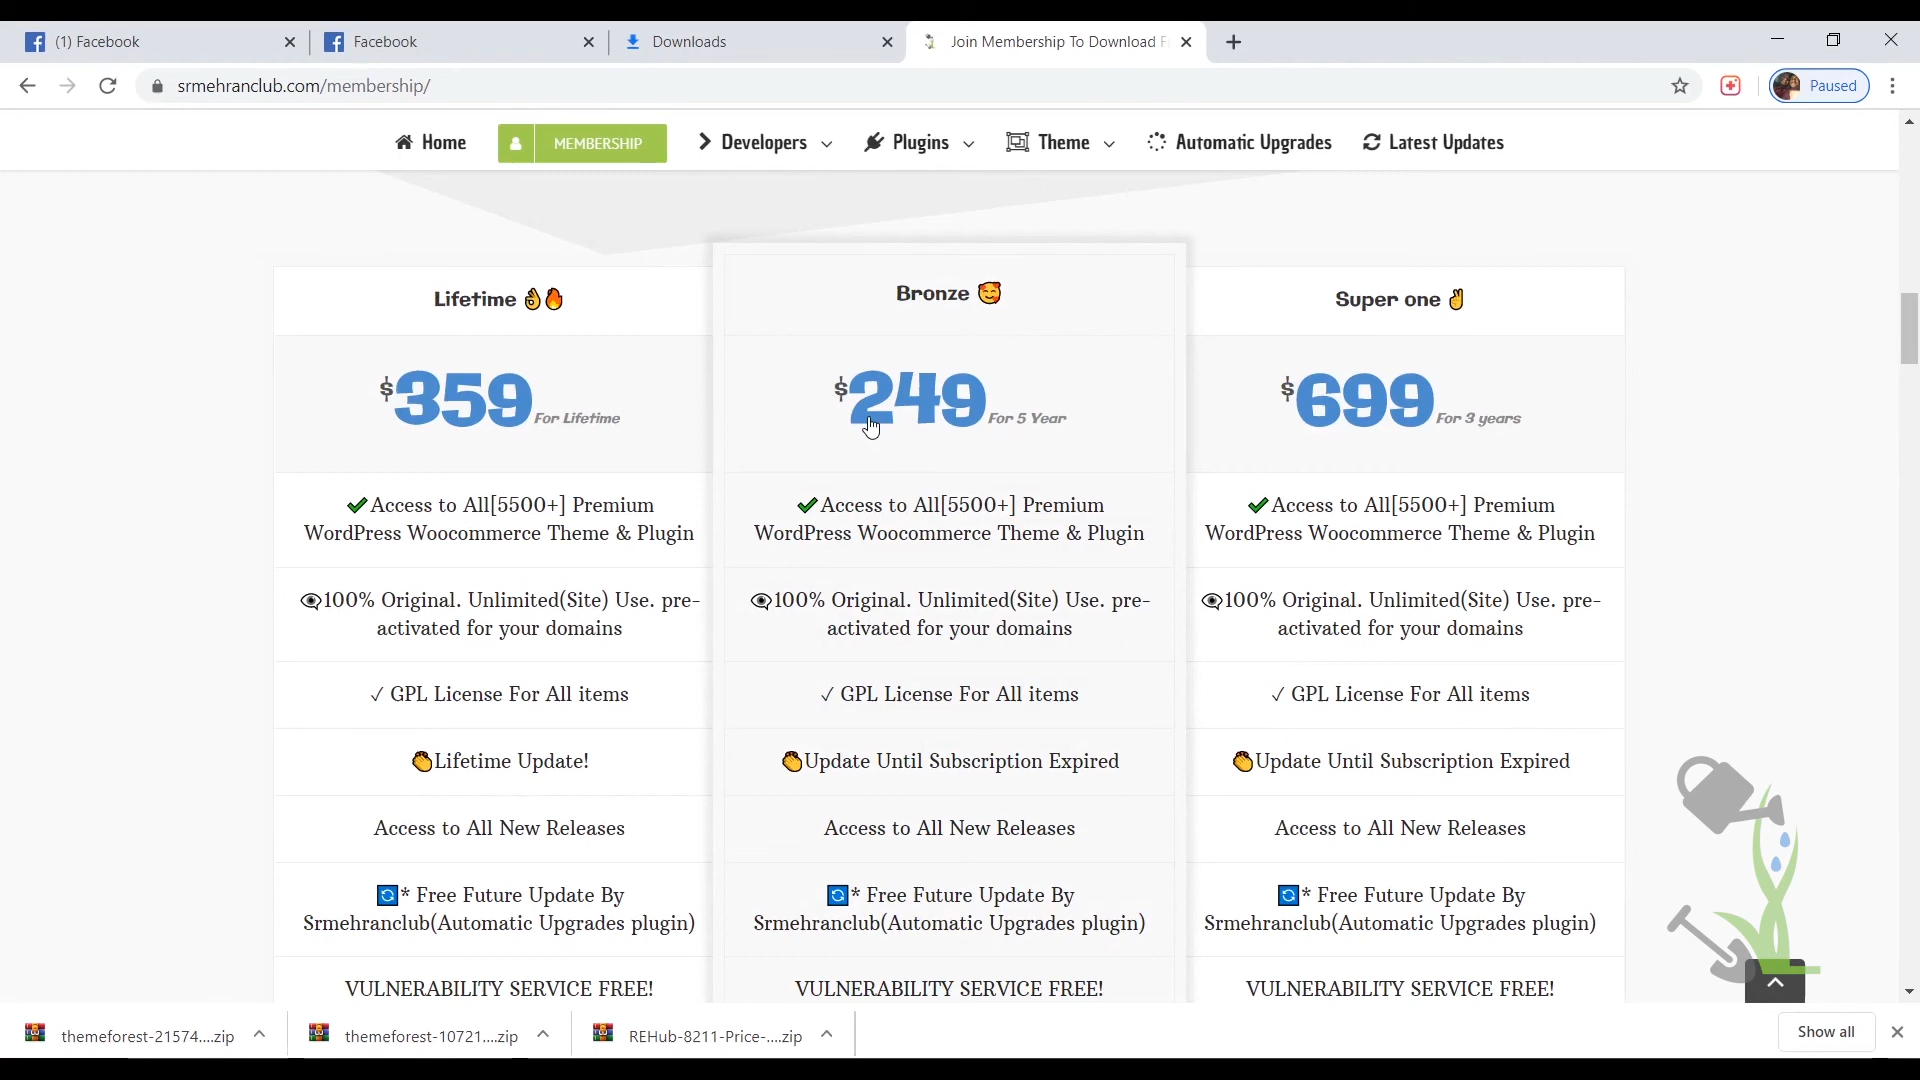 (1) Facebook
Facebook
Downloads
Join Membership To Download F
srmehranclub.com/membership/
Paused
Home
MEMBERSHIP
Developers
Plugins
Theme
Automatic Upgrades
Latest Updates
Lifetime 👌🔥
$359 For Lifetime
✔Access to All[5500+] Premium
WordPress Woocommerce Theme & Plugin
👁100% Original. Unlimited(Site) Use. pre-
activated for your domains
✓ GPL License For All items
👏Lifetime Update!
Access to All New Releases
🔄* Free Future Update By
Srmehranclub(Automatic Upgrades plugin)
VULNERABILITY SERVICE FREE!
Bronze 🥰
$249 For 5 Year
✔Access to All[5500+] Premium
WordPress Woocommerce Theme & Plugin
👁100% Original. Unlimited(Site) Use. pre-
activated for your domains
✓ GPL License For All items
👏Update Until Subscription Expired
Access to All New Releases
🔄* Free Future Update By
Srmehranclub(Automatic Upgrades plugin)
VULNERABILITY SERVICE FREE!
Super one ✌
$699 For 3 years
✔Access to All[5500+] Premium
WordPress Woocommerce Theme & Plugin
👁100% Original. Unlimited(Site) Use. pre-
activated for your domains
✓ GPL License For All items
👏Update Until Subscription Expired
Access to All New Releases
🔄* Free Future Update By
Srmehranclub(Automatic Upgrades plugin)
VULNERABILITY SERVICE FREE!
themeforest-21574....zip
themeforest-10721....zip
REHub-8211-Price-....zip
Show all